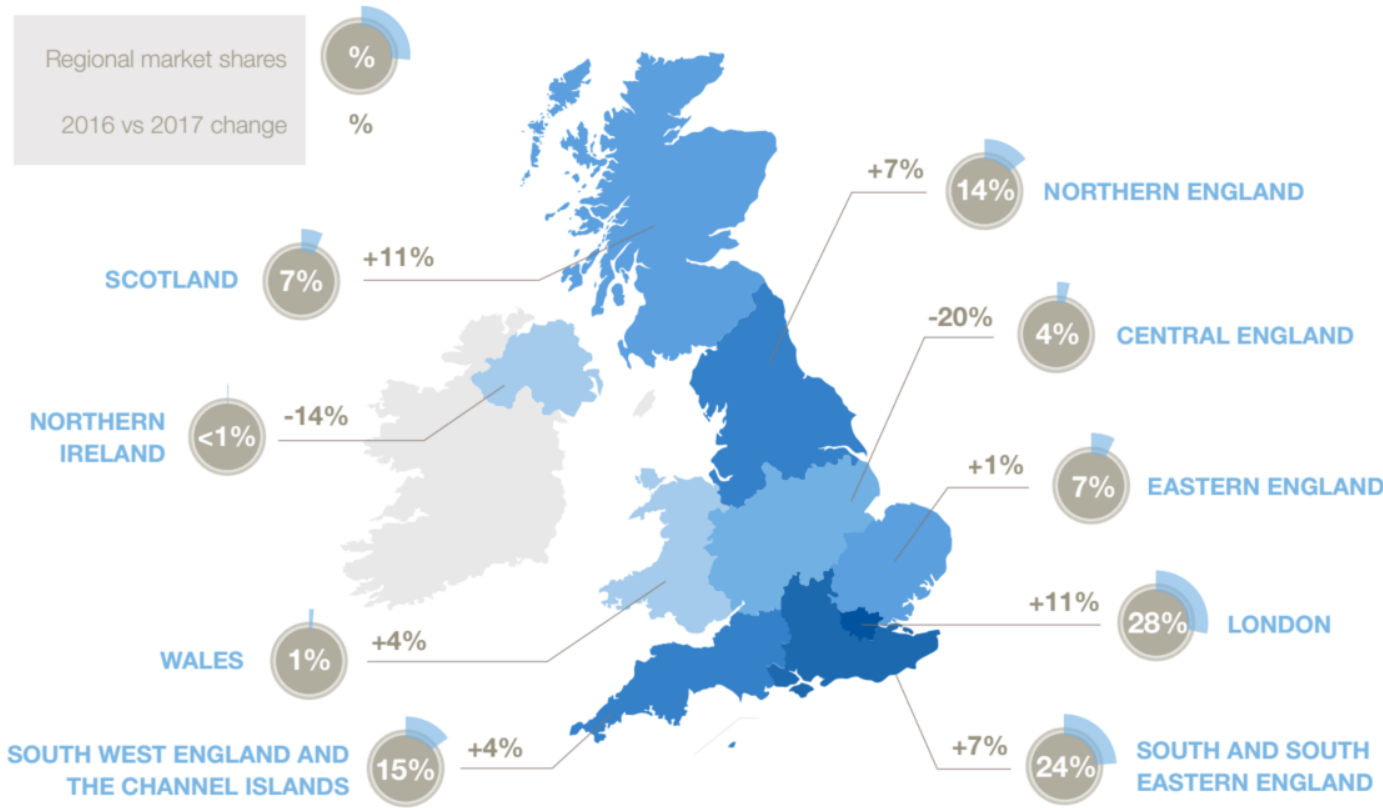 Regional market shares
%
2016 vs 2017 change
%
+7%
14%
NORTHERN ENGLAND
SCOTLAND
7%
+11%
-20%
4%
CENTRAL ENGLAND
NORTHERN
IRELAND
<1%
-14%
+1%
7%
EASTERN ENGLAND
+11%
28%
LONDON
WALES
1%
+4%
SOUTH WEST ENGLAND AND
THE CHANNEL ISLANDS
15%
+4%
+7%
24%
SOUTH AND SOUTH
EASTERN ENGLAND